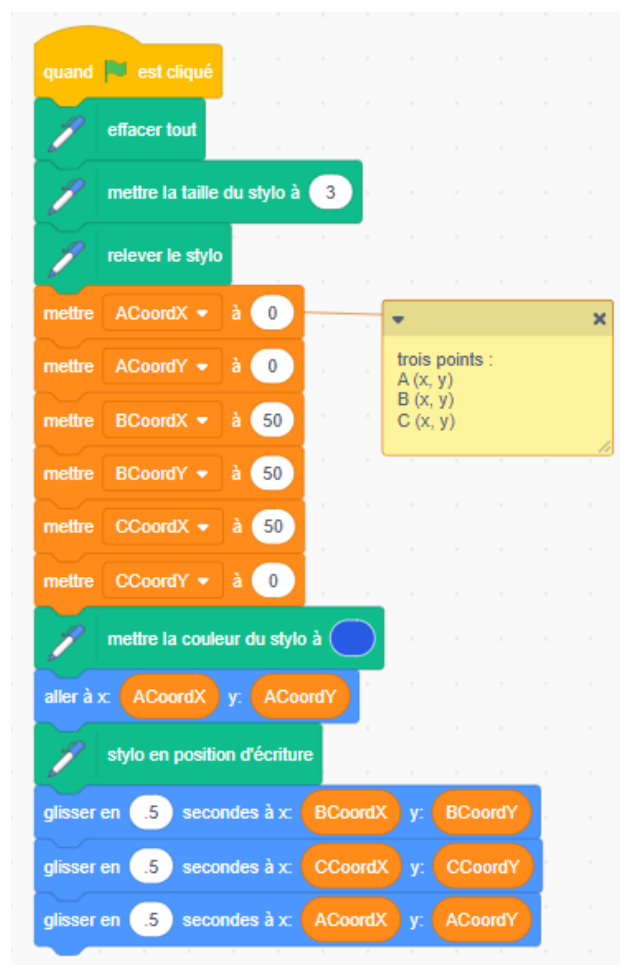 quand est cliqué
effacer tout
mettre la taille du stylo à 3
relever le stylo
mettre ACoordX à 0
trois points :
A (x, y)
B (x, y)
C (x, y)
mettre ACoordY à 0
mettre BCoordX à 50
mettre BCoordY à 50
mettre CCoordX à 50
mettre CCoordY à 0
mettre la couleur du stylo à
aller à x: ACoordX y: ACoordY
stylo en position d'écriture
glisser en .5 secondes à x: BCoordX y: BCoordY
glisser en .5 secondes à x: CCoordX y: CCoordY
glisser en .5 secondes à x: ACoordX y: ACoordY